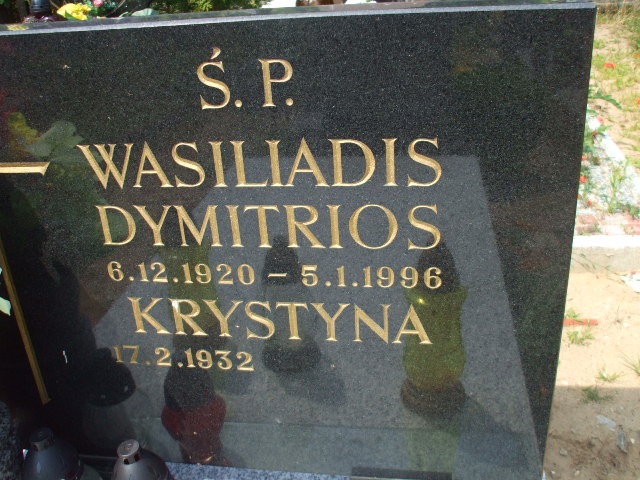 Ś. P.
WASILIADIS
DYMITRIOS
6.12.1920 – 5.1.1996
KRYSTYNA
17.2.1932